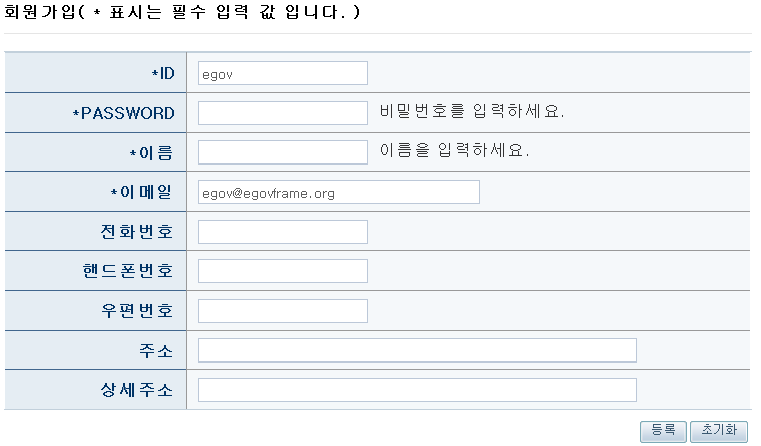 회원가입( * 표시는 필수 입력 값 입니다. )
*ID egov
*PASSWORD 비밀번호를 입력하세요.
*이름 이름을 입력하세요.
*이메일 egov@egovframe.org
전화번호
핸드폰번호
우편번호
주소
상세주소
등록 초기화